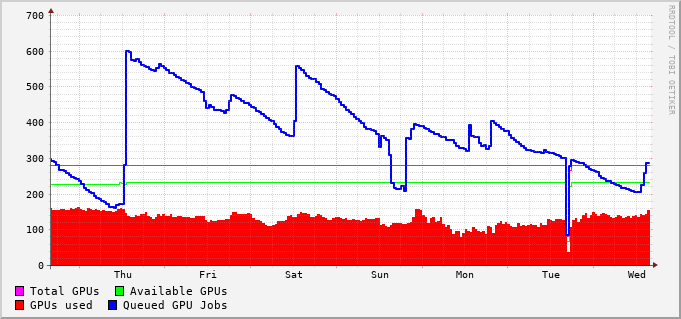 700
600
500
400
300
200
100
0
Thu Fri Sat Sun Mon Tue Wed
Total GPUs Available GPUs
GPUs used Queued GPU Jobs
RRDTOOL / TOBI OETIKER